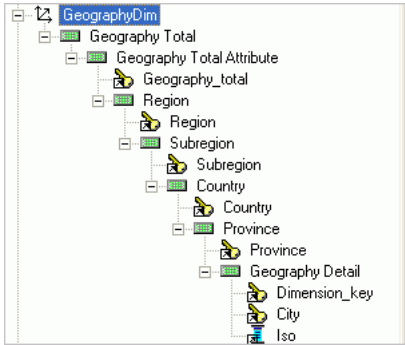 GeographyDim
Geography Total
Geography Total Attribute
Geography_total
Region
Region
Subregion
Subregion
Country
Country
Province
Province
Geography Detail
Dimension_key
City
Iso